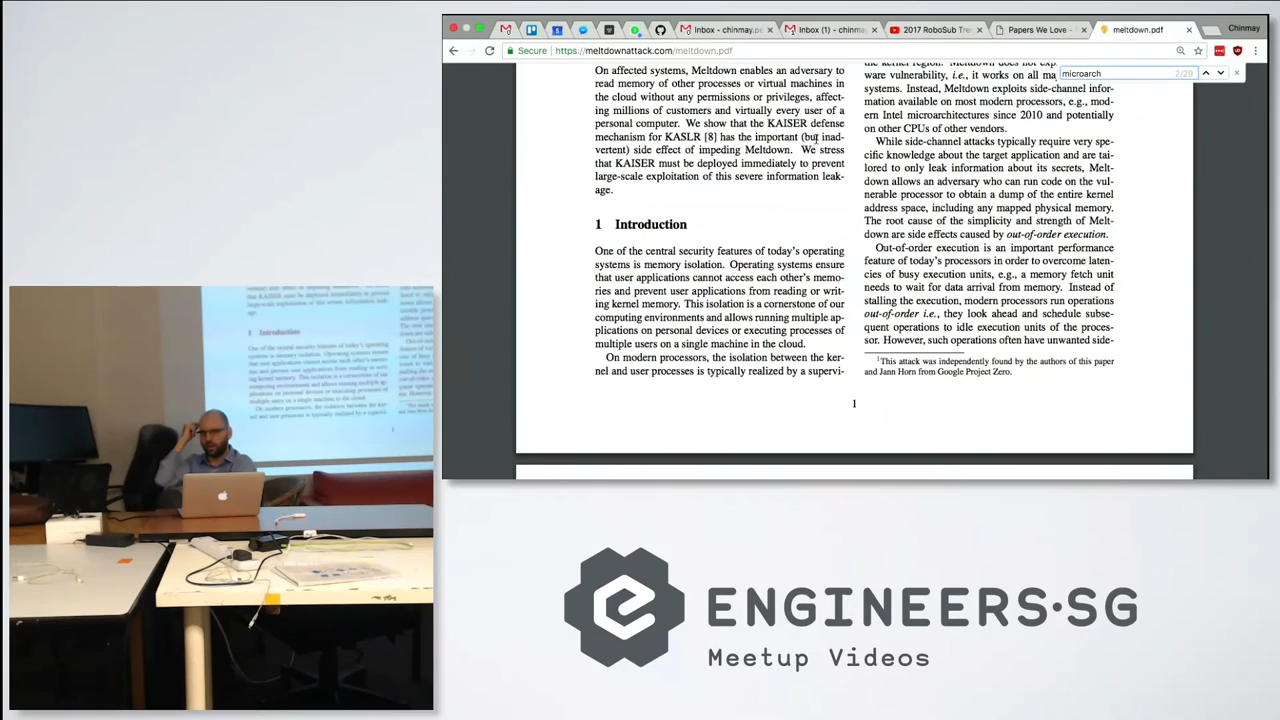 Inbox - chinmay.pe
Inbox (1) - chinma
2017 RoboSub Tre
Papers We Love -
meltdown.pdf
Chinmay
Secure
https://meltdownattack.com/meltdown.pdf
microarch
2/29
On affected systems, Meltdown enables an adversary to
read memory of other processes or virtual machines in
the cloud without any permissions or privileges, affect-
ing millions of customers and virtually every user of a
personal computer. We show that the KAISER defense
mechanism for KASLR [8] has the important (but inad-
vertent) side effect of impeding Meltdown. We stress
that KAISER must be deployed immediately to prevent
large-scale exploitation of this severe information leak-
age.
1 Introduction
One of the central security features of today's operating
systems is memory isolation. Operating systems ensure
that user applications cannot access each other's memo-
ries and prevent user applications from reading or writ-
ing kernel memory. This isolation is a cornerstone of our
computing environments and allows running multiple ap-
plications on personal devices or executing processes of
multiple users on a single machine in the cloud.
On modern processors, the isolation between the ker-
nel and user processes is typically realized by a supervi-
the kernel region. Meltdown does not exp
ware vulnerability, i.e., it works on all maj
systems. Instead, Meltdown exploits side-channel infor-
mation available on most modern processors, e.g., mod-
ern Intel microarchitectures since 2010 and potentially
on other CPUs of other vendors.
While side-channel attacks typically require very spe-
cific knowledge about the target application and are tai-
lored to only leak information about its secrets, Melt-
down allows an adversary who can run code on the vul-
nerable processor to obtain a dump of the entire kernel
address space, including any mapped physical memory.
The root cause of the simplicity and strength of Melt-
down are side effects caused by out-of-order execution.
Out-of-order execution is an important performance
feature of today's processors in order to overcome laten-
cies of busy execution units, e.g., a memory fetch unit
needs to wait for data arrival from memory. Instead of
stalling the execution, modern processors run operations
out-of-order i.e., they look ahead and schedule subse-
quent operations to idle execution units of the proces-
sor. However, such operations often have unwanted side-
1This attack was independently found by the authors of this paper
and Jann Horn from Google Project Zero.
1
1 Introduction
ENGINEERS·SG
Meetup Videos